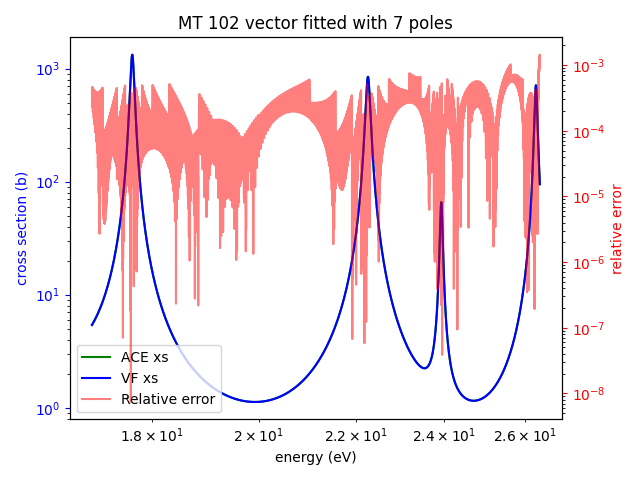 MT 102 vector fitted with 7 poles
cross section (b)
10³
10²
10¹
10⁰
10⁻³
10⁻⁴
10⁻⁵
10⁻⁶
10⁻⁷
10⁻⁸
relative error
ACE xs
VF xs
Relative error
1.8 × 10¹
2 × 10¹
2.2 × 10¹
2.4 × 10¹
2.6 × 10¹
energy (eV)